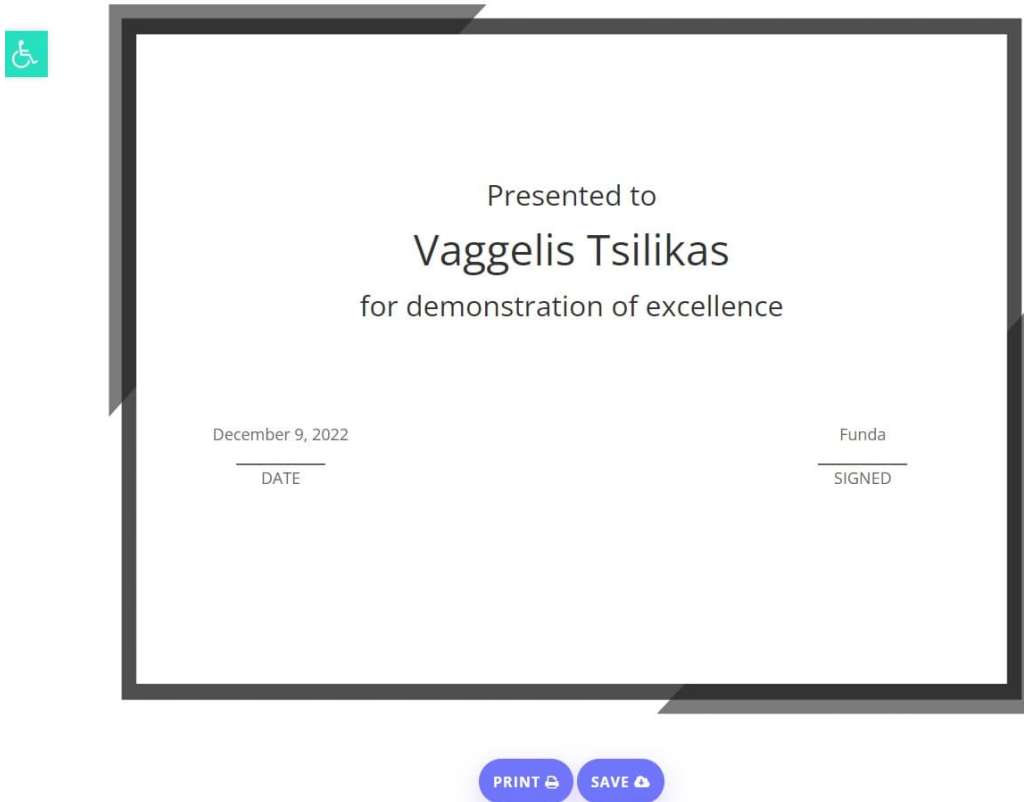 Presented to
Vaggelis Tsilikas
for demonstration of excellence
December 9, 2022
Funda
DATE
SIGNED
PRINT
SAVE